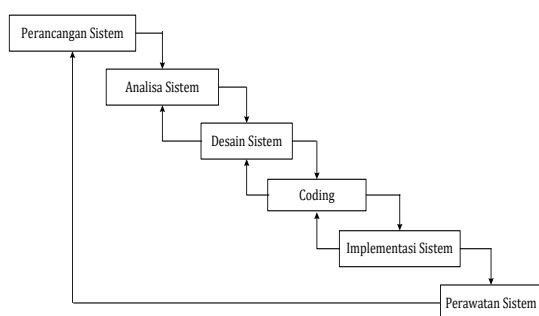 Perancangan Sistem
Analisa Sistem
Desain Sistem
Coding
Implementasi Sistem
Perawatan Sistem